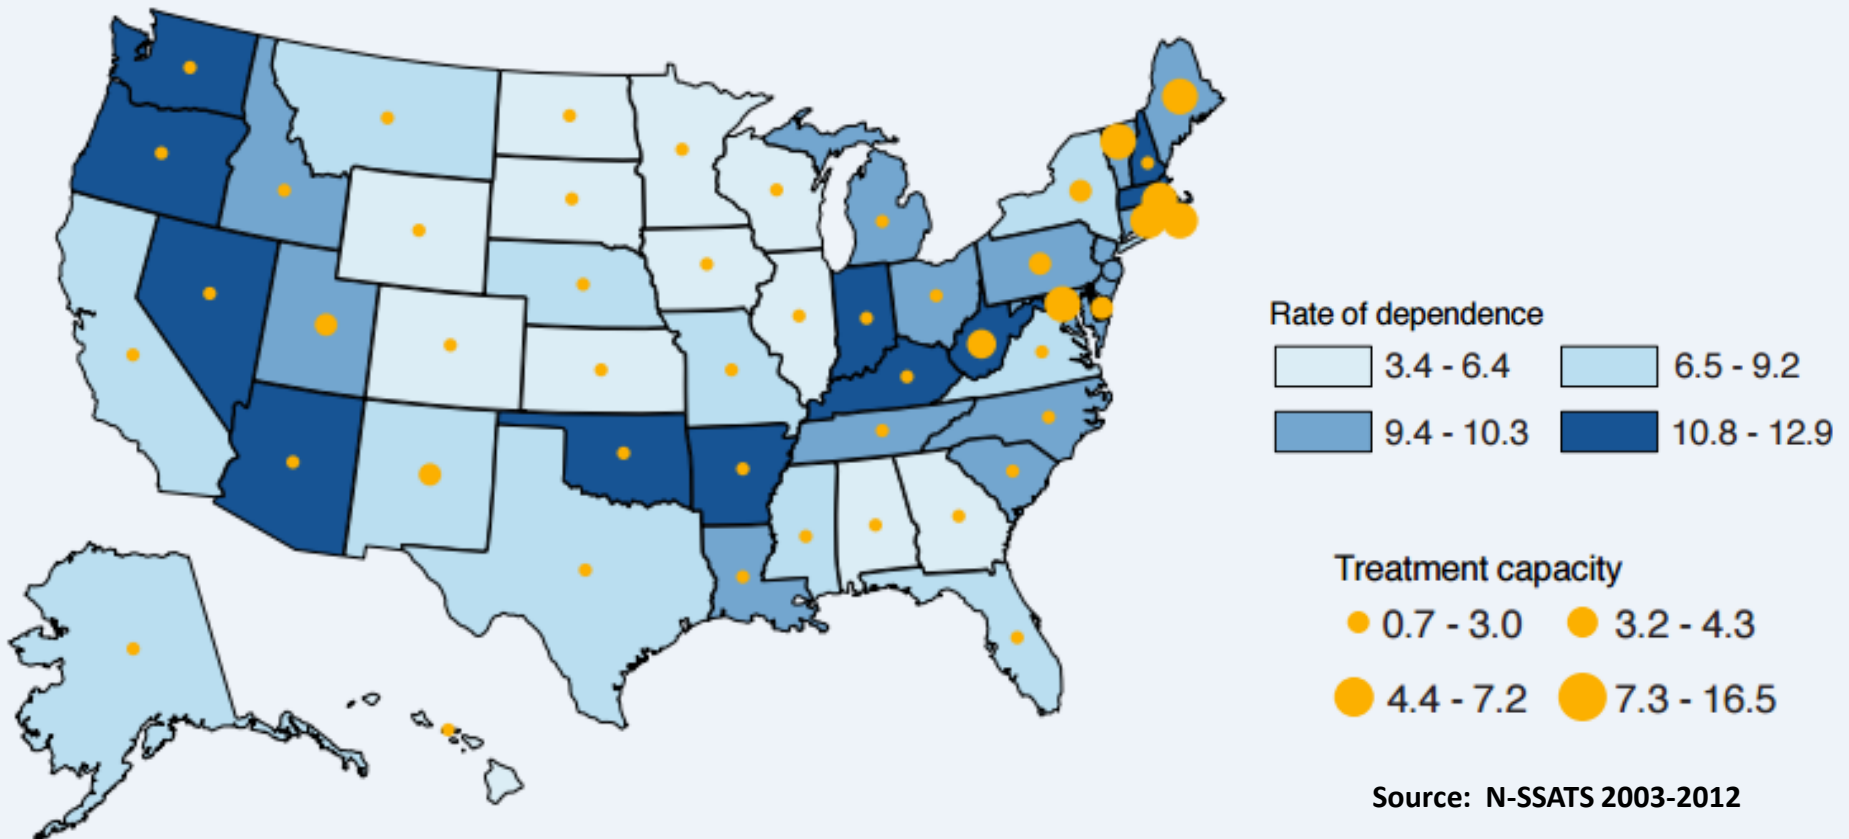 Rate of dependence
3.4 - 6.4
6.5 - 9.2
9.4 - 10.3
10.8 - 12.9
Treatment capacity
0.7 - 3.0
3.2 - 4.3
4.4 - 7.2
7.3 - 16.5
Source: N-SSATS 2003-2012